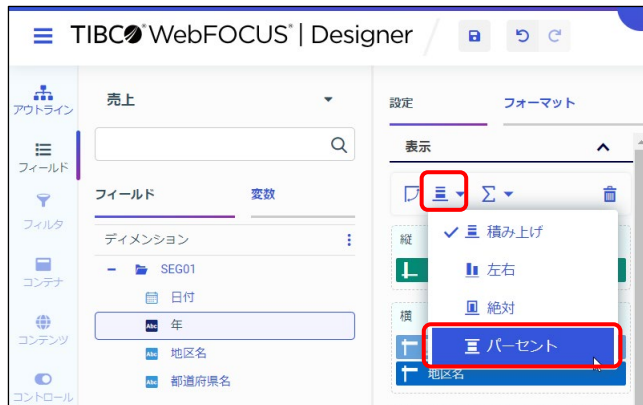 TIBCO® WebFOCUS® | Designer
アウトライン
フィールド
フィルタ
コンテナ
コンテンツ
コントロール
売上
フィールド 変数
ディメンション
SEG01
日付
Abc 年
Abc 地区名
Abc 都道府県名
設定 フォーマット
表示
縦
横
地区名
積み上げ
左右
絶対
パーセント